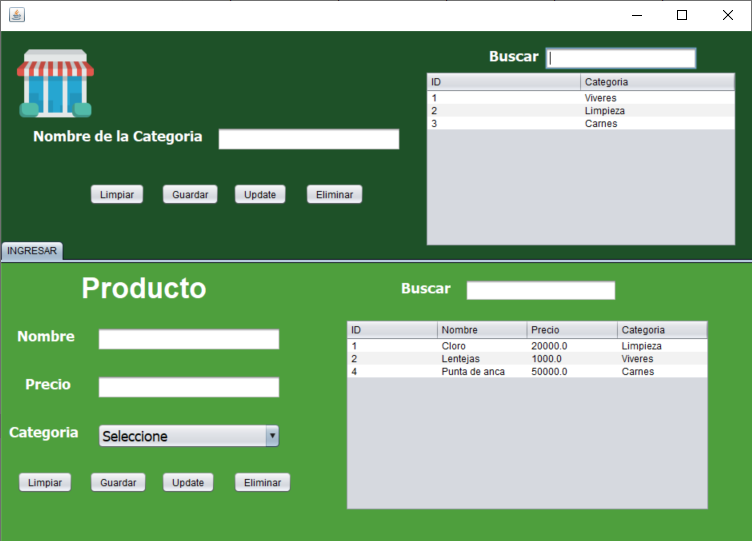 Buscar
ID Categoria
1 Viveres
2 Limpieza
3 Carnes
Nombre de la Categoria
Limpiar Guardar Update Eliminar
INGRESAR
Producto
Buscar
Nombre
Precio
Categoria
Seleccione
Limpiar Guardar Update Eliminar
ID Nombre Precio Categoria
1 Cloro 20000.0 Limpieza
2 Lentejas 1000.0 Viveres
4 Punta de anca 50000.0 Carnes